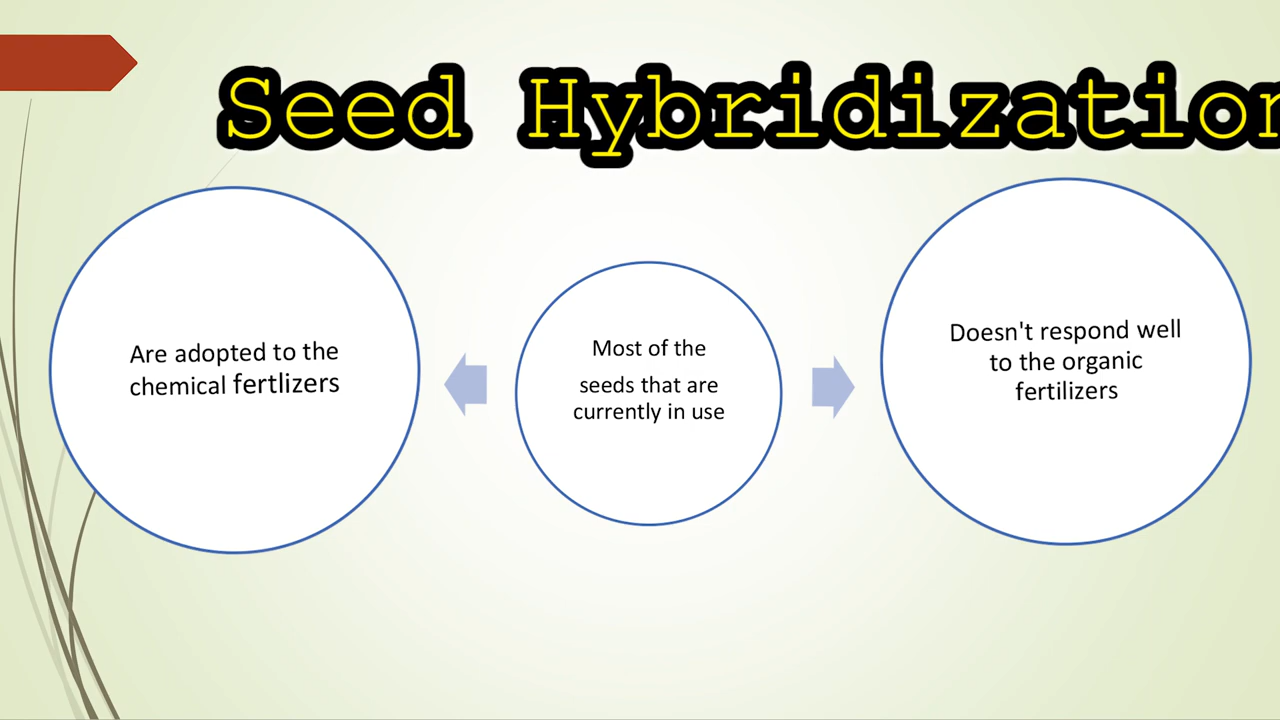 Seed Hybridization
Are adopted to the
chemical fertlizers
Most of the
seeds that are
currently in use
Doesn't respond well
to the organic
fertilizers